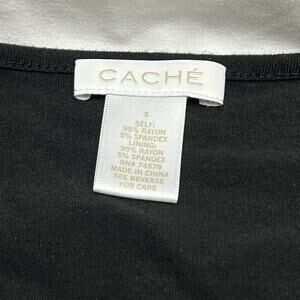 CACHÉ
S
SELF:
95% RAYON
5% SPANDEX
LINING:
95% RAYON
5% SPANDEX
RN# 74578
MADE IN CHINA
SEE REVERSE
FOR CARE